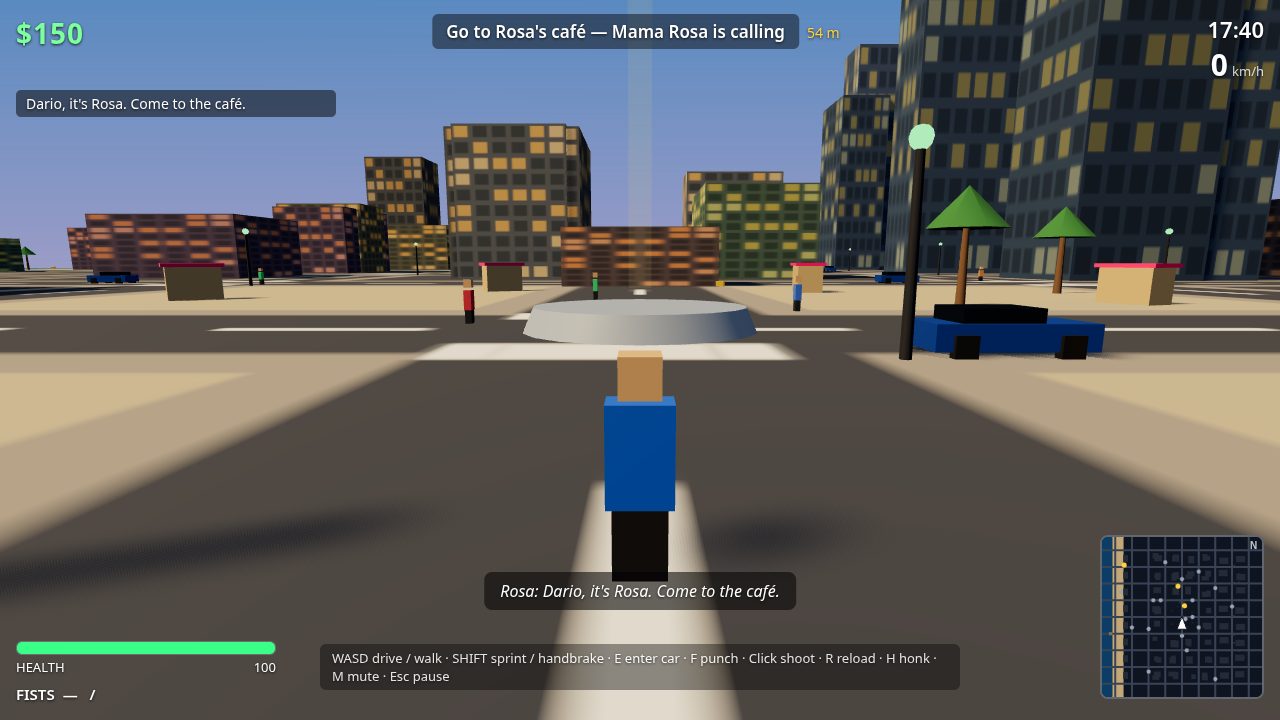 $150
Go to Rosa's café — Mama Rosa is calling
54 m
17:40
0 km/h
Dario, it's Rosa. Come to the café.
N
Rosa: Dario, it's Rosa. Come to the café.
WASD drive / walk · SHIFT sprint / handbrake · E enter car · F punch · Click shoot · R reload · H honk ·
M mute · Esc pause
HEALTH 100
FISTS — /